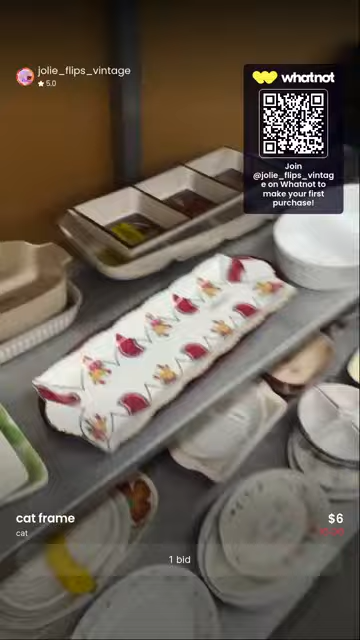 jolie_flips_vintage
★ 5.0
whatnot
Join
@jolie_flips_vintag
e on Whatnot to
make your first
purchase!
cat frame
$6
cat
1 bid